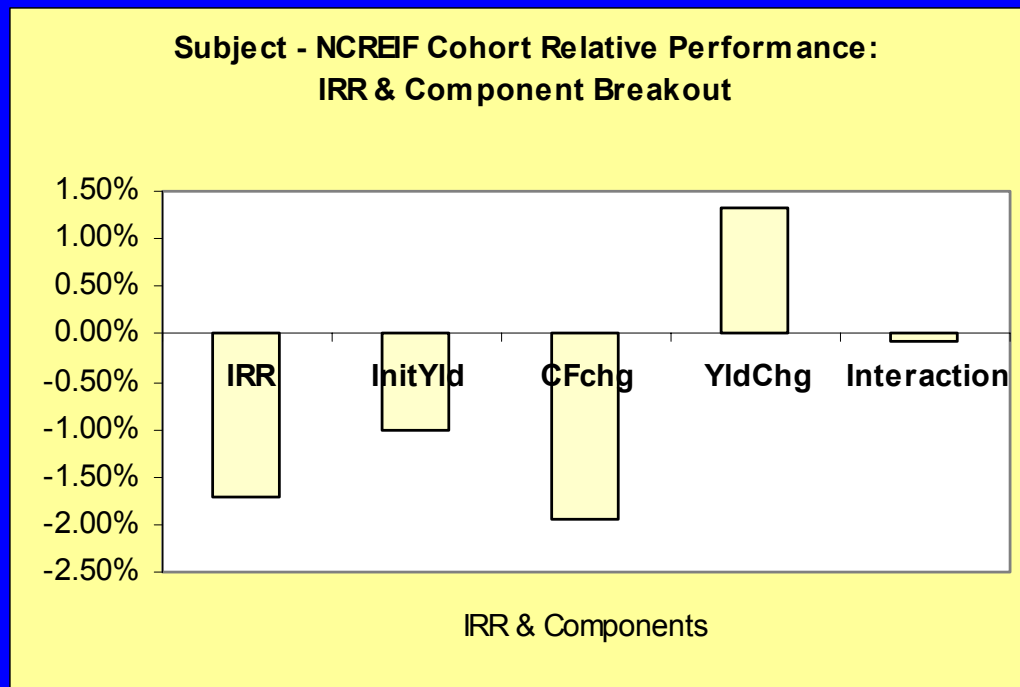 Subject - NCREIF Cohort Relative Performance:
IRR & Component Breakout
1.50%
1.00%
0.50%
0.00%
-0.50%
-1.00%
-1.50%
-2.00%
-2.50%
IRR InitYld CFchg YldChg Interaction
IRR & Components